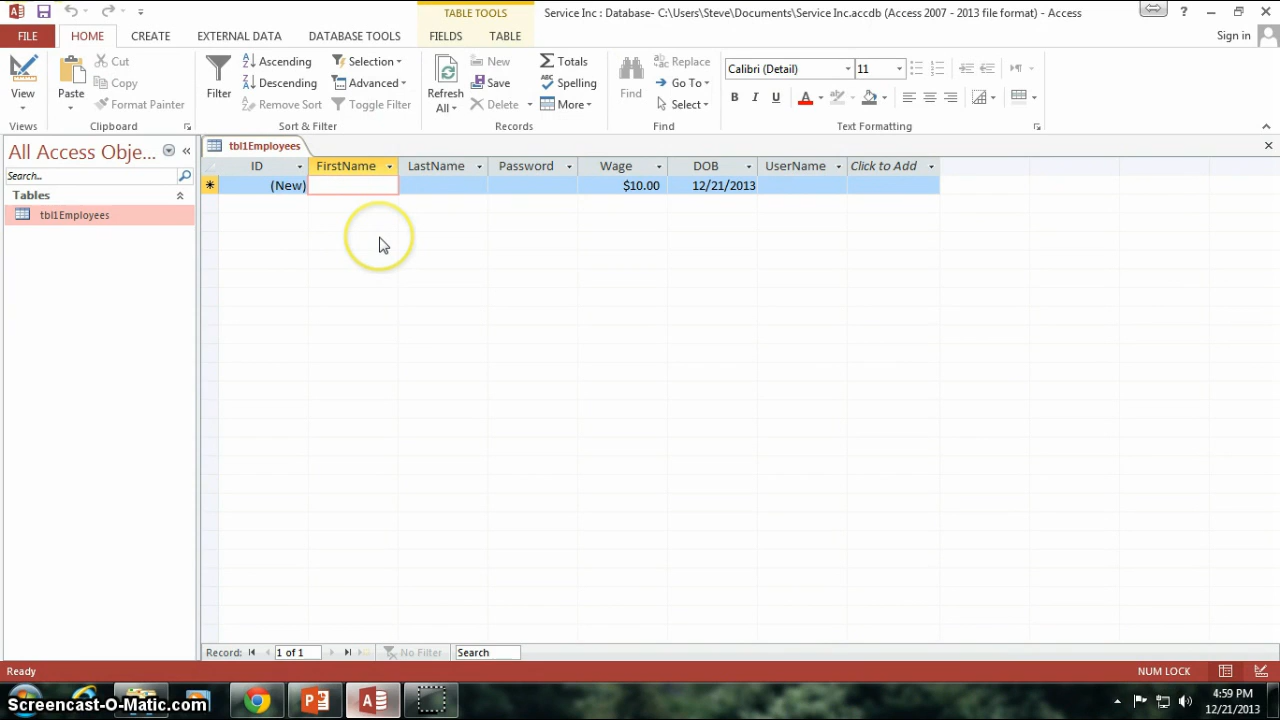 TABLE TOOLS
Service Inc : Database- C:\Users\Steve\Documents\Service Inc.accdb (Access 2007 - 2013 file format) - Access
?
FILE HOME CREATE EXTERNAL DATA DATABASE TOOLS FIELDS TABLE Sign in
View
Views
Paste
Cut
Copy
Format Painter
Clipboard
Filter
Ascending
Descending
Remove Sort
Selection
Advanced
Toggle Filter
Sort & Filter
Refresh
All
New
Save
Delete
Totals
Spelling
More
Records
Find
Replace
Go To
Select
Find
Calibri (Detail) 11
B I U A
Text Formatting
All Access Obje...
Search..
Tables
tbl1Employees
tbl1Employees
ID FirstName LastName Password Wage DOB UserName Click to Add
(New) $10.00 12/21/2013
Record: 1 of 1 No Filter Search
Ready NUM LOCK
Screencast-O-Matic.com
4:59 PM
12/21/2013